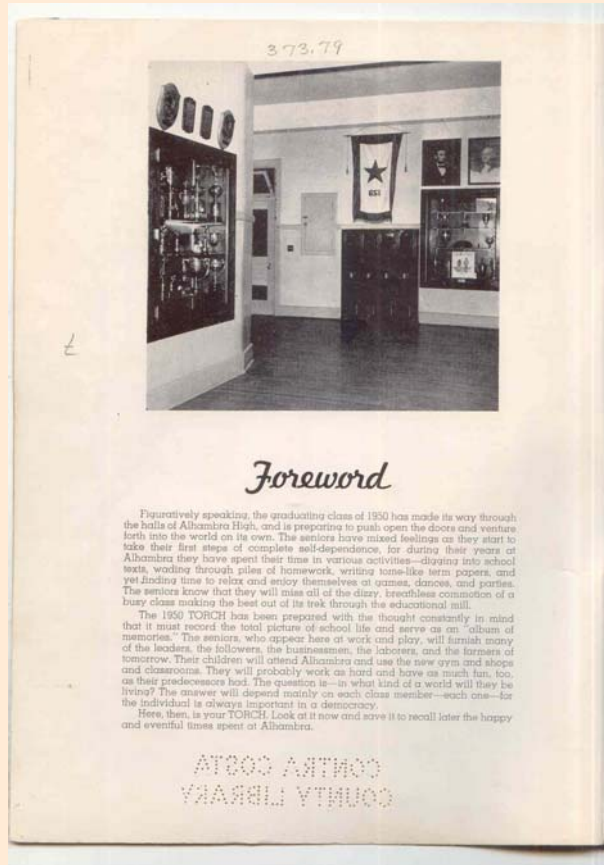 373.79
651
7
Foreword
Figuratively speaking, the graduating class of 1950 has made its way through
the halls of Alhambra High, and is preparing to push open the doors and venture
forth into the world on its own. The seniors have mixed feelings as they start to
take their first steps of complete self-dependence, for during their years at
Alhambra they have spent their time in various activities—digging into school
texts, wading through piles of homework, writing tome-like term papers, and
yet finding time to relax and enjoy themselves at games, dances, and parties.
The seniors know that they will miss all of the dizzy, breathless commotion of a
busy class making the best out of its trek through the educational mill.
The 1950 TORCH has been prepared with the thought constantly in mind
that it must record the total picture of school life and serve as an "album of
memories." The seniors, who appear here at work and play, will furnish many
of the leaders, the followers, the businessmen, the laborers, and the farmers of
tomorrow. Their children will attend Alhambra and use the new gym and shops
and classrooms. They will probably work as hard and have as much fun, too,
as their predecessors had. The question is—in what kind of a world will they be
living? The answer will depend mainly on each class member—each one—for
the individual is always important in a democracy.
Here, then, is your TORCH. Look at it now and save it to recall later the happy
and eventful times spent at Alhambra.
CONTRA COSTA
COUNTY LIBRARY